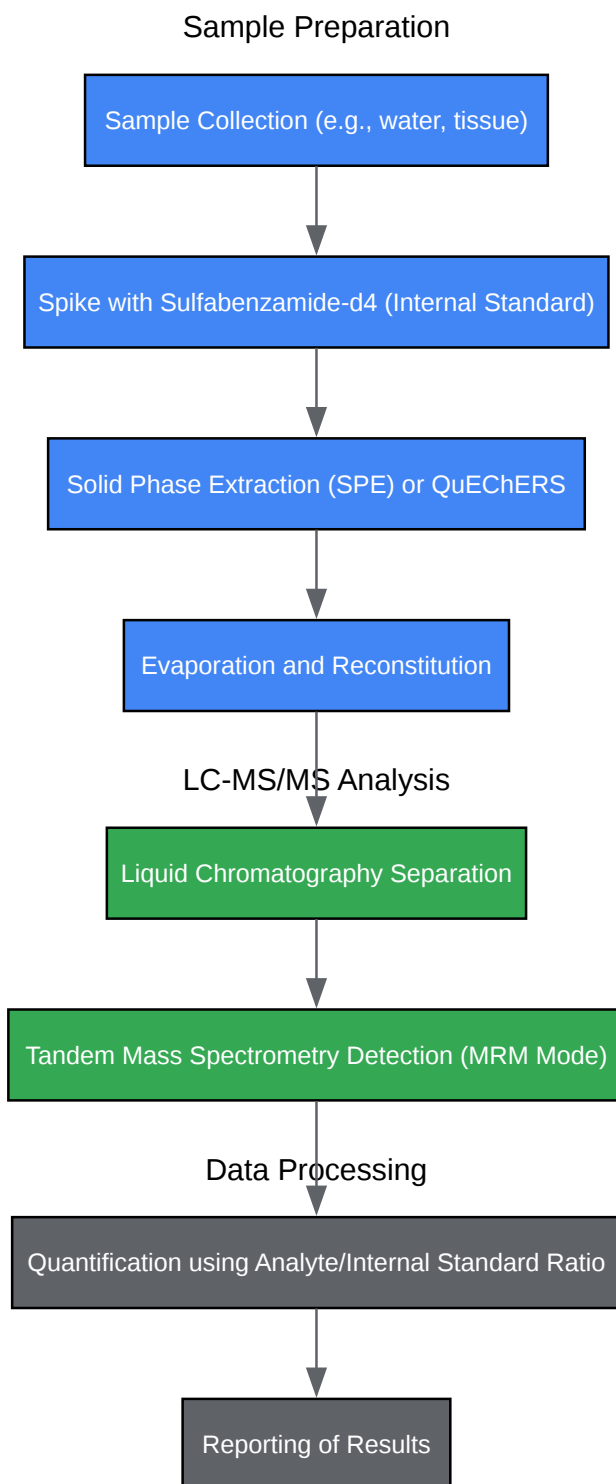 Sample Preparation
Sample Collection (e.g., water, tissue)
Spike with Sulfabenzamide-d4 (Internal Standard)
Solid Phase Extraction (SPE) or QuEChERS
Evaporation and Reconstitution
LC-MS/MS Analysis
Liquid Chromatography Separation
Tandem Mass Spectrometry Detection (MRM Mode)
Data Processing
Quantification using Analyte/Internal Standard Ratio
Reporting of Results